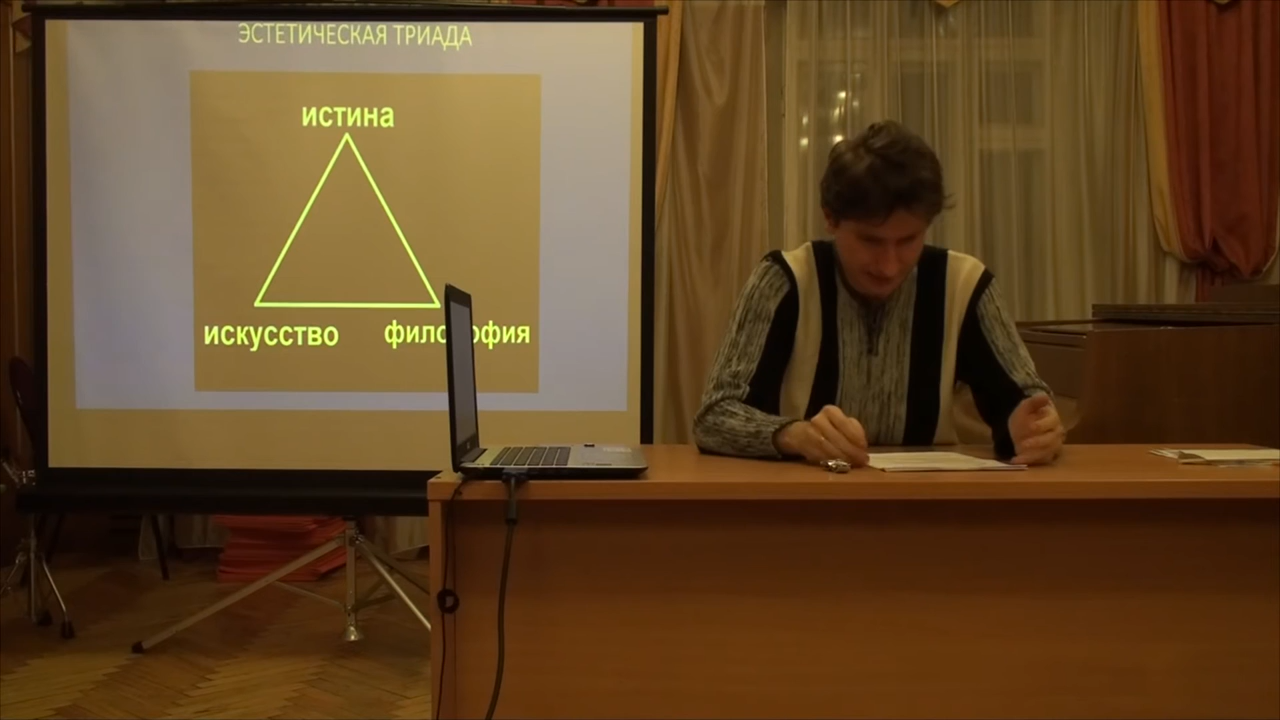 ЭСТЕТИЧЕСКАЯ ТРИАДА
истина
искусство
философия